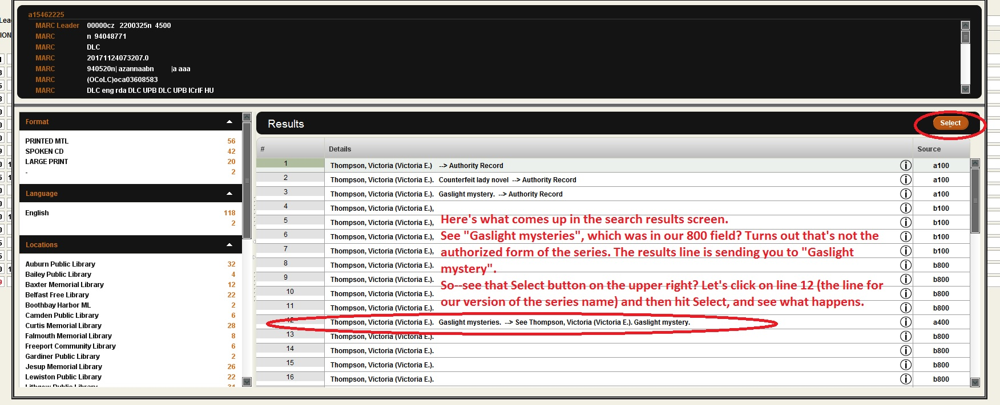 a15462225
MARC Leader 00000cz 2200325n 4500
MARC n 94048771
MARC DLC
MARC 20171124073207.0
MARC 940520n| azannaabn |a aaa
MARC (OCoLC)oca03608583
MARC DLC eng rda DLC UPB DLC UPB ICrlF HU
Format
PRINTED MTL 56
SPOKEN CD 42
LARGE PRINT 20
- 2
Language
English 118
2
Locations
Auburn Public Library 32
Bailey Public Library 4
Baxter Memorial Library 12
Belfast Free Library 22
Boothbay Harbor ML 2
Camden Public Library 6
Curtis Memorial Library 28
Falmouth Memorial Library 8
Freeport Community Library 6
Gardiner Public Library 2
Jesup Memorial Library 26
Lewiston Public Library 22
Lithgow Public Library 31
Results Select
# Details Source
1 Thompson, Victoria (Victoria E.) --> Authority Record a100
2 Thompson, Victoria (Victoria E.). Counterfeit lady novel --> Authority Record a100
3 Thompson, Victoria (Victoria E.). Gaslight mystery. --> Authority Record a100
4 Thompson, Victoria (Victoria E.), b100
5 Thompson, Victoria (Victoria E.), b100
6 Thompson, Victoria (Victoria E.), b100
7 Thompson, Victoria (Victoria E.), b100
8 Thompson, Victoria (Victoria E.). b800
9 Thompson, Victoria (Victoria E.). b800
10 Thompson, Victoria (Victoria E.). b800
11 Thompson, Victoria (Victoria E.). b800
12 Thompson, Victoria (Victoria E.). Gaslight mysteries. --> See Thompson, Victoria (Victoria E.). Gaslight mystery. a400
13 Thompson, Victoria (Victoria E.). b800
14 Thompson, Victoria (Victoria E.). b800
15 Thompson, Victoria (Victoria E.). b800
16 Thompson, Victoria (Victoria E.). b800
Here's what comes up in the search results screen.
See "Gaslight mysteries", which was in our 800 field? Turns out that's not the
authorized form of the series. The results line is sending you to "Gaslight
mystery".
So--see that Select button on the upper right? Let's click on line 12 (the line for
our version of the series name) and then hit Select, and see what happens.